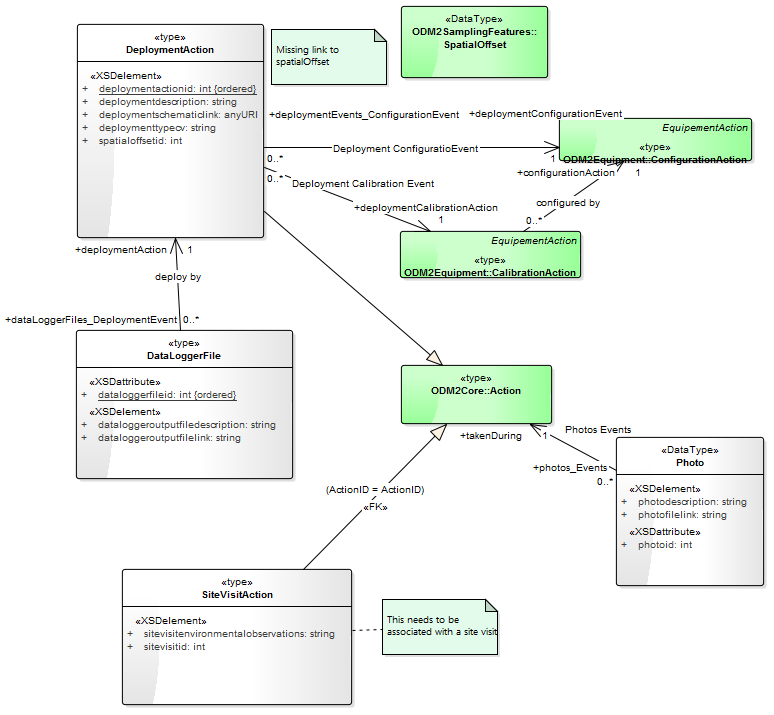 «type»
DeploymentAction
«XSDelement»
+ deploymentactionid: int {ordered}
+ deploymentdescription: string
+ deploymentschematiclink: anyURI
+ deploymenttypecv: string
+ spatialoffsetid: int
Missing link to
spatialOffset
«DataType»
ODM2SamplingFeatures::
SpatialOffset
+deploymentEvents_ConfigurationEvent
+deploymentConfigurationEvent
0..*
Deployment ConfiguratioEvent
1
EquipementAction
«type»
ODM2Equipment::ConfigurationAction
0..*
Deployment Calibration Event
+deploymentCalibrationAction
1
+configurationAction
1
configured by
0..*
EquipementAction
«type»
ODM2Equipment::CalibrationAction
+deploymentAction
1
deploy by
+dataLoggerFiles_DeploymentEvent
0..*
«type»
DataLoggerFile
«XSDattribute»
+ dataloggerfileid: int {ordered}
«XSDelement»
+ dataloggeroutputfiledescription: string
+ dataloggeroutputfilelink: string
«type»
ODM2Core::Action
+takenDuring
1
Photos Events
+photos_Events
0..*
«DataType»
Photo
«XSDelement»
+ photodescription: string
+ photofilelink: string
«XSDattribute»
+ photoid: int
(ActionID = ActionID)
«FK»
«type»
SiteVisitAction
«XSDelement»
+ sitevisitenvironmentalobservations: string
+ sitevisitid: int
This needs to be
associated with a site visit